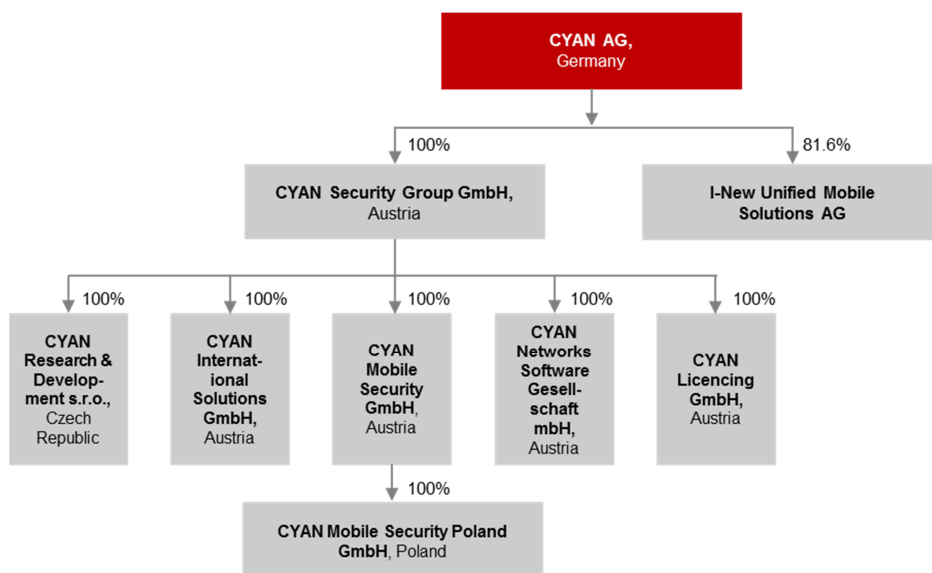 CYAN AG,
Germany
100%
81.6%
CYAN Security Group GmbH,
Austria
I-New Unified Mobile
Solutions AG
100%
100%
100%
100%
100%
CYAN
Research &
Develop-
ment s.r.o.,
Czech
Republic
CYAN
Internat-
ional
Solutions
GmbH,
Austria
CYAN
Mobile
Security
GmbH,
Austria
CYAN
Networks
Software
Gesell-
schaft
mbH,
Austria
CYAN
Licencing
GmbH,
Austria
100%
CYAN Mobile Security Poland
GmbH, Poland